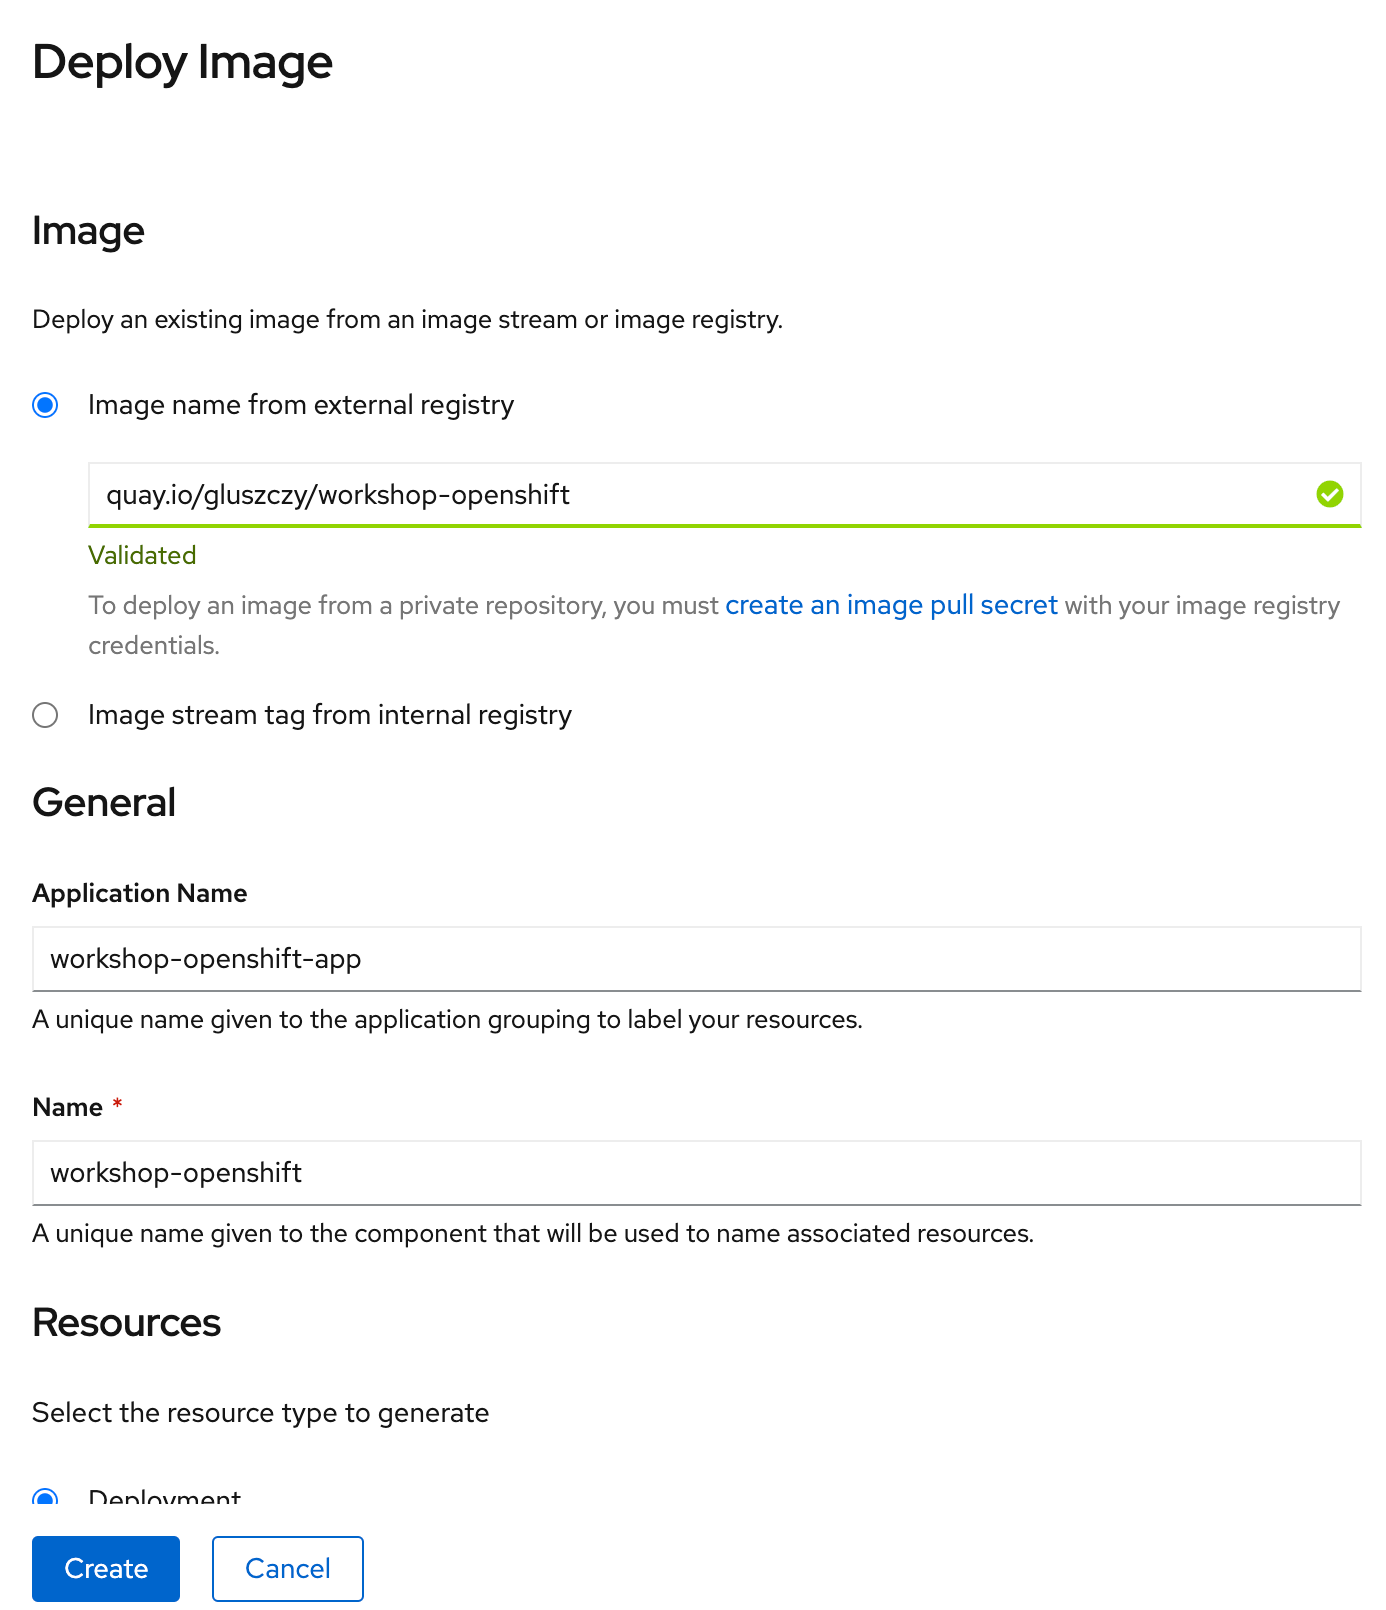 Deploy Image
Image
Deploy an existing image from an image stream or image registry.
Image name from external registry
quay.io/gluszczy/workshop-openshift
Validated
To deploy an image from a private repository, you must create an image pull secret with your image registry
credentials.
Image stream tag from internal registry
General
Application Name
workshop-openshift-app
A unique name given to the application grouping to label your resources.
Name *
workshop-openshift
A unique name given to the component that will be used to name associated resources.
Resources
Select the resource type to generate
Deployment
Create
Cancel